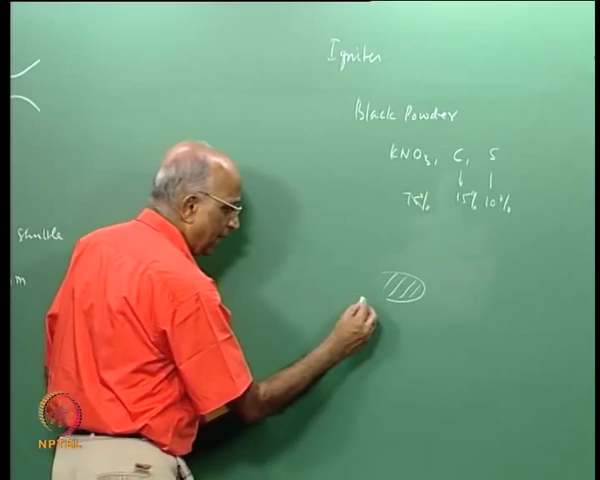 Igniter
Black Powder
KNO3, C, S
75% 15% 10%
m
NPTEL